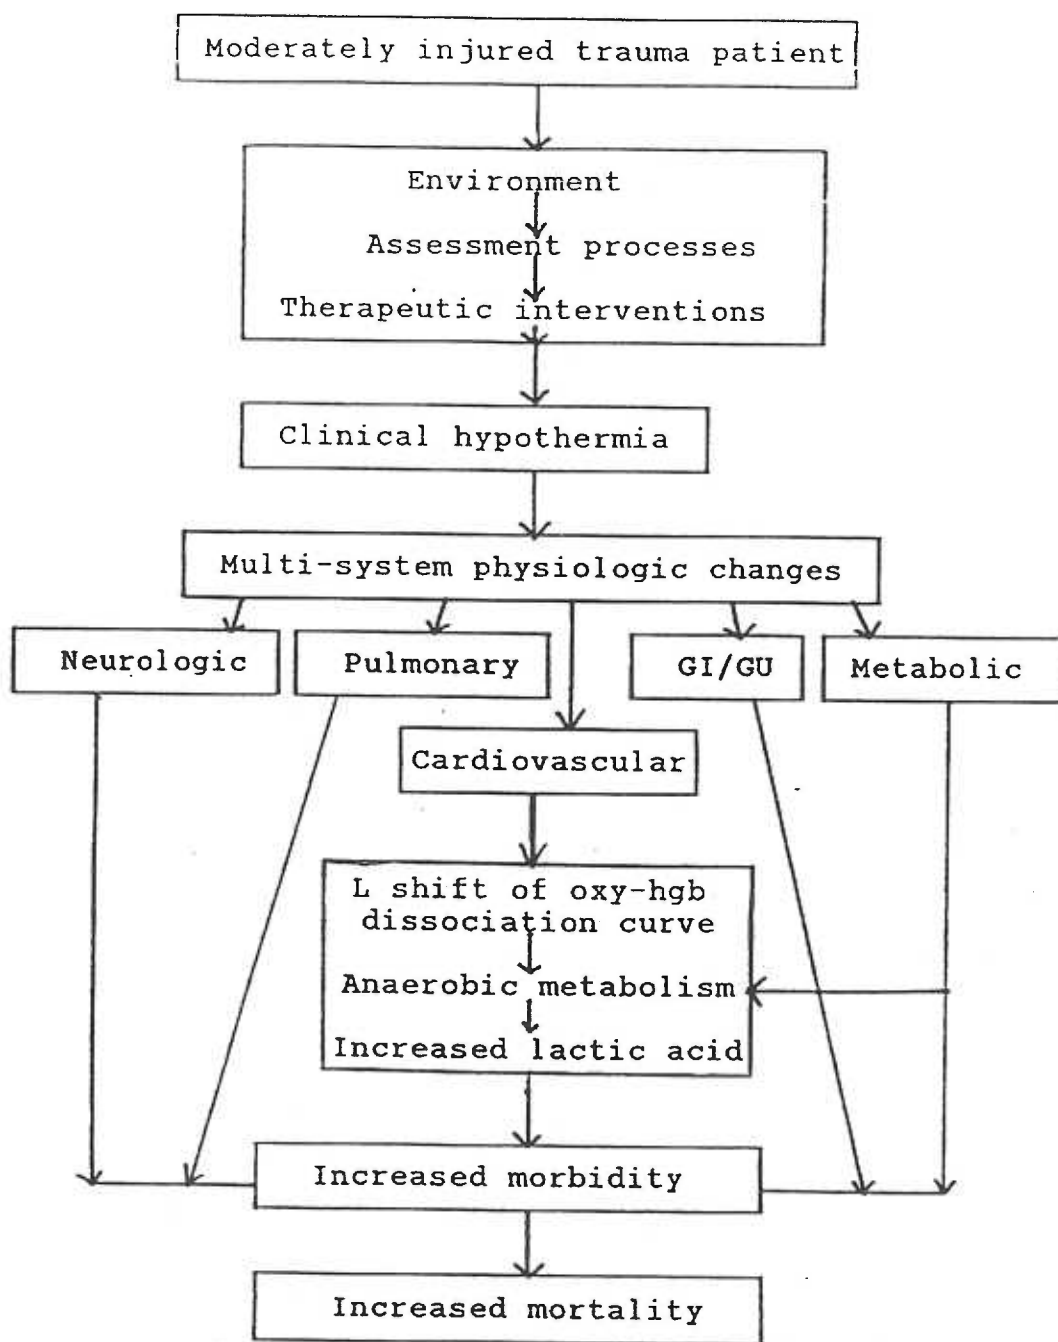 Moderately injured trauma patient
Environment
Assessment processes
Therapeutic interventions
Clinical hypothermia
Multi-system physiologic changes
Neurologic
Pulmonary
GI/GU
Metabolic
Cardiovascular
L shift of oxy-hgb
dissociation curve
Anaerobic metabolism
Increased lactic acid
Increased morbidity
Increased mortality